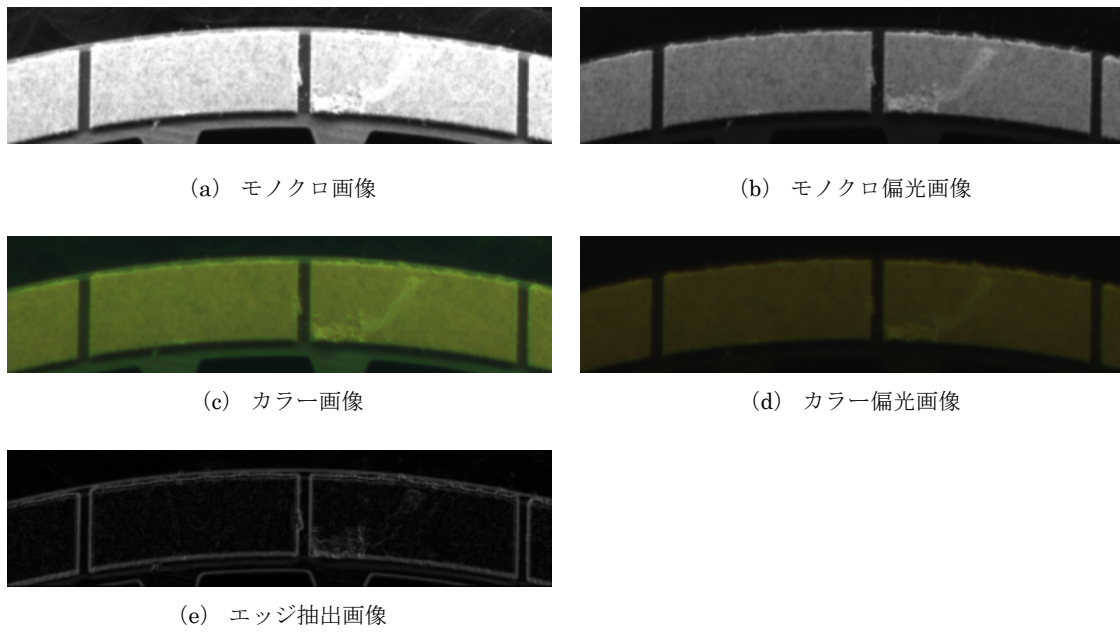 (a) モノクロ画像
(b) モノクロ偏光画像
(c) カラー画像
(d) カラー偏光画像
(e) エッジ抽出画像